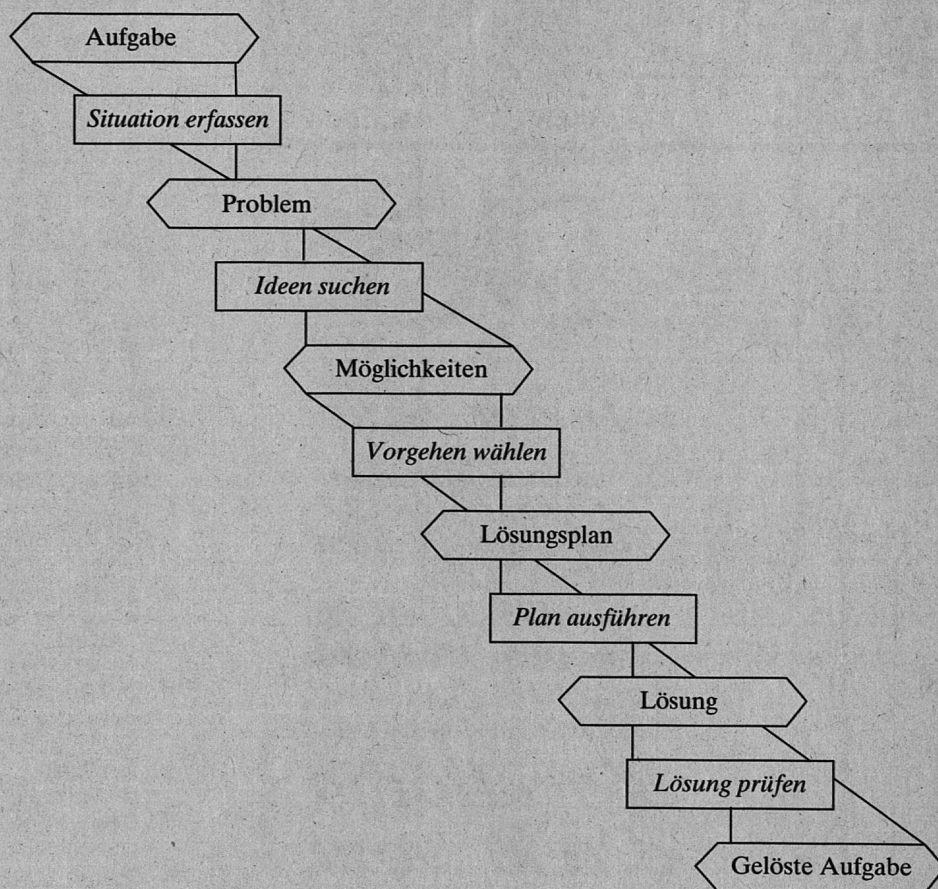 Aufgabe
Situation erfassen
Problem
Ideen suchen
Möglichkeiten
Vorgehen wählen
Lösungsplan
Plan ausführen
Lösung
Lösung prüfen
Gelöste Aufgabe